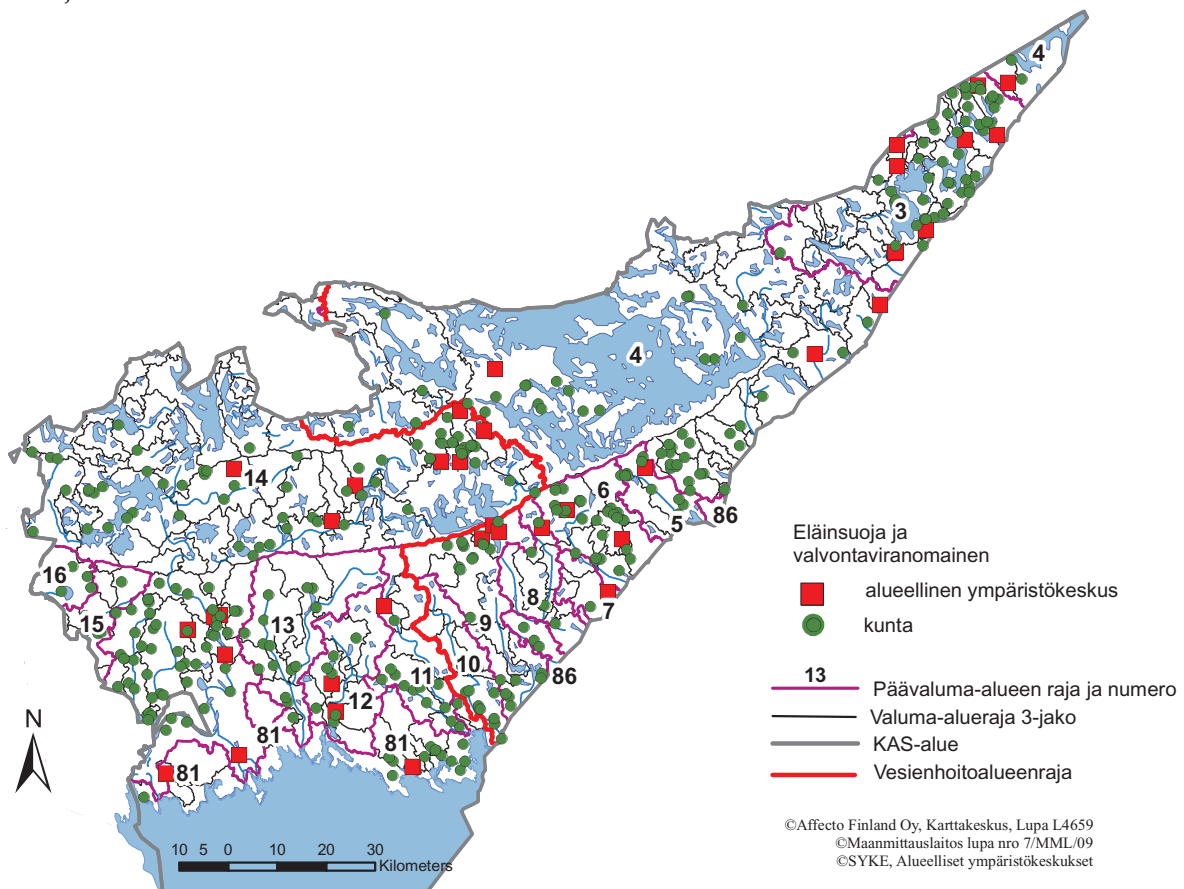 4
3
4
14
6
5
86
16
15
13
8
7
9
10
86
11
12
81
81
81
N
10 5 0 10 20 30
Kilometers
Eläinsuoja ja
valvontaviranomainen
alueellinen ympäristökeskus
kunta
13
Päävaluma-alueen raja ja numero
Valuma-alueraja 3-jako
KAS-alue
Vesienhoitoalueenraja
©Affecto Finland Oy, Karttakeskus, Lupa L4659
©Maanmittauslaitos lupa nro 7/MML/09
©SYKE, Alueelliset ympäristökeskukset